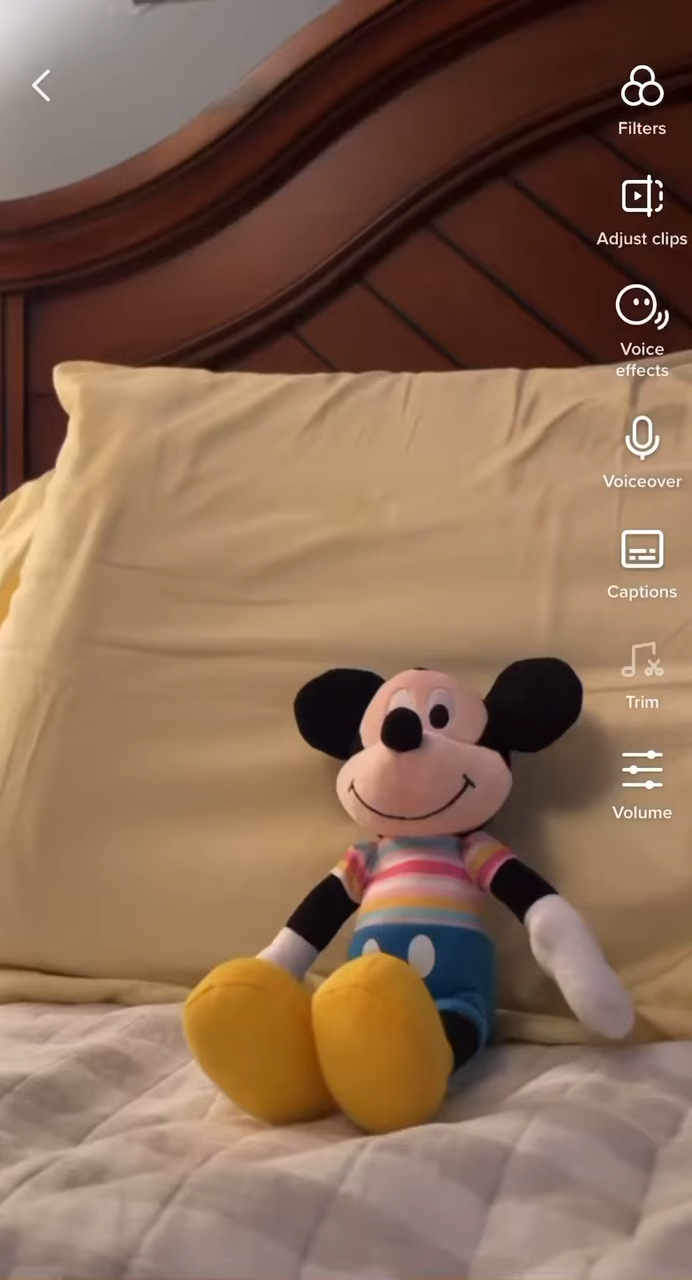 Filters
Adjust clips
Voice
effects
Voiceover
Captions
Trim
Volume